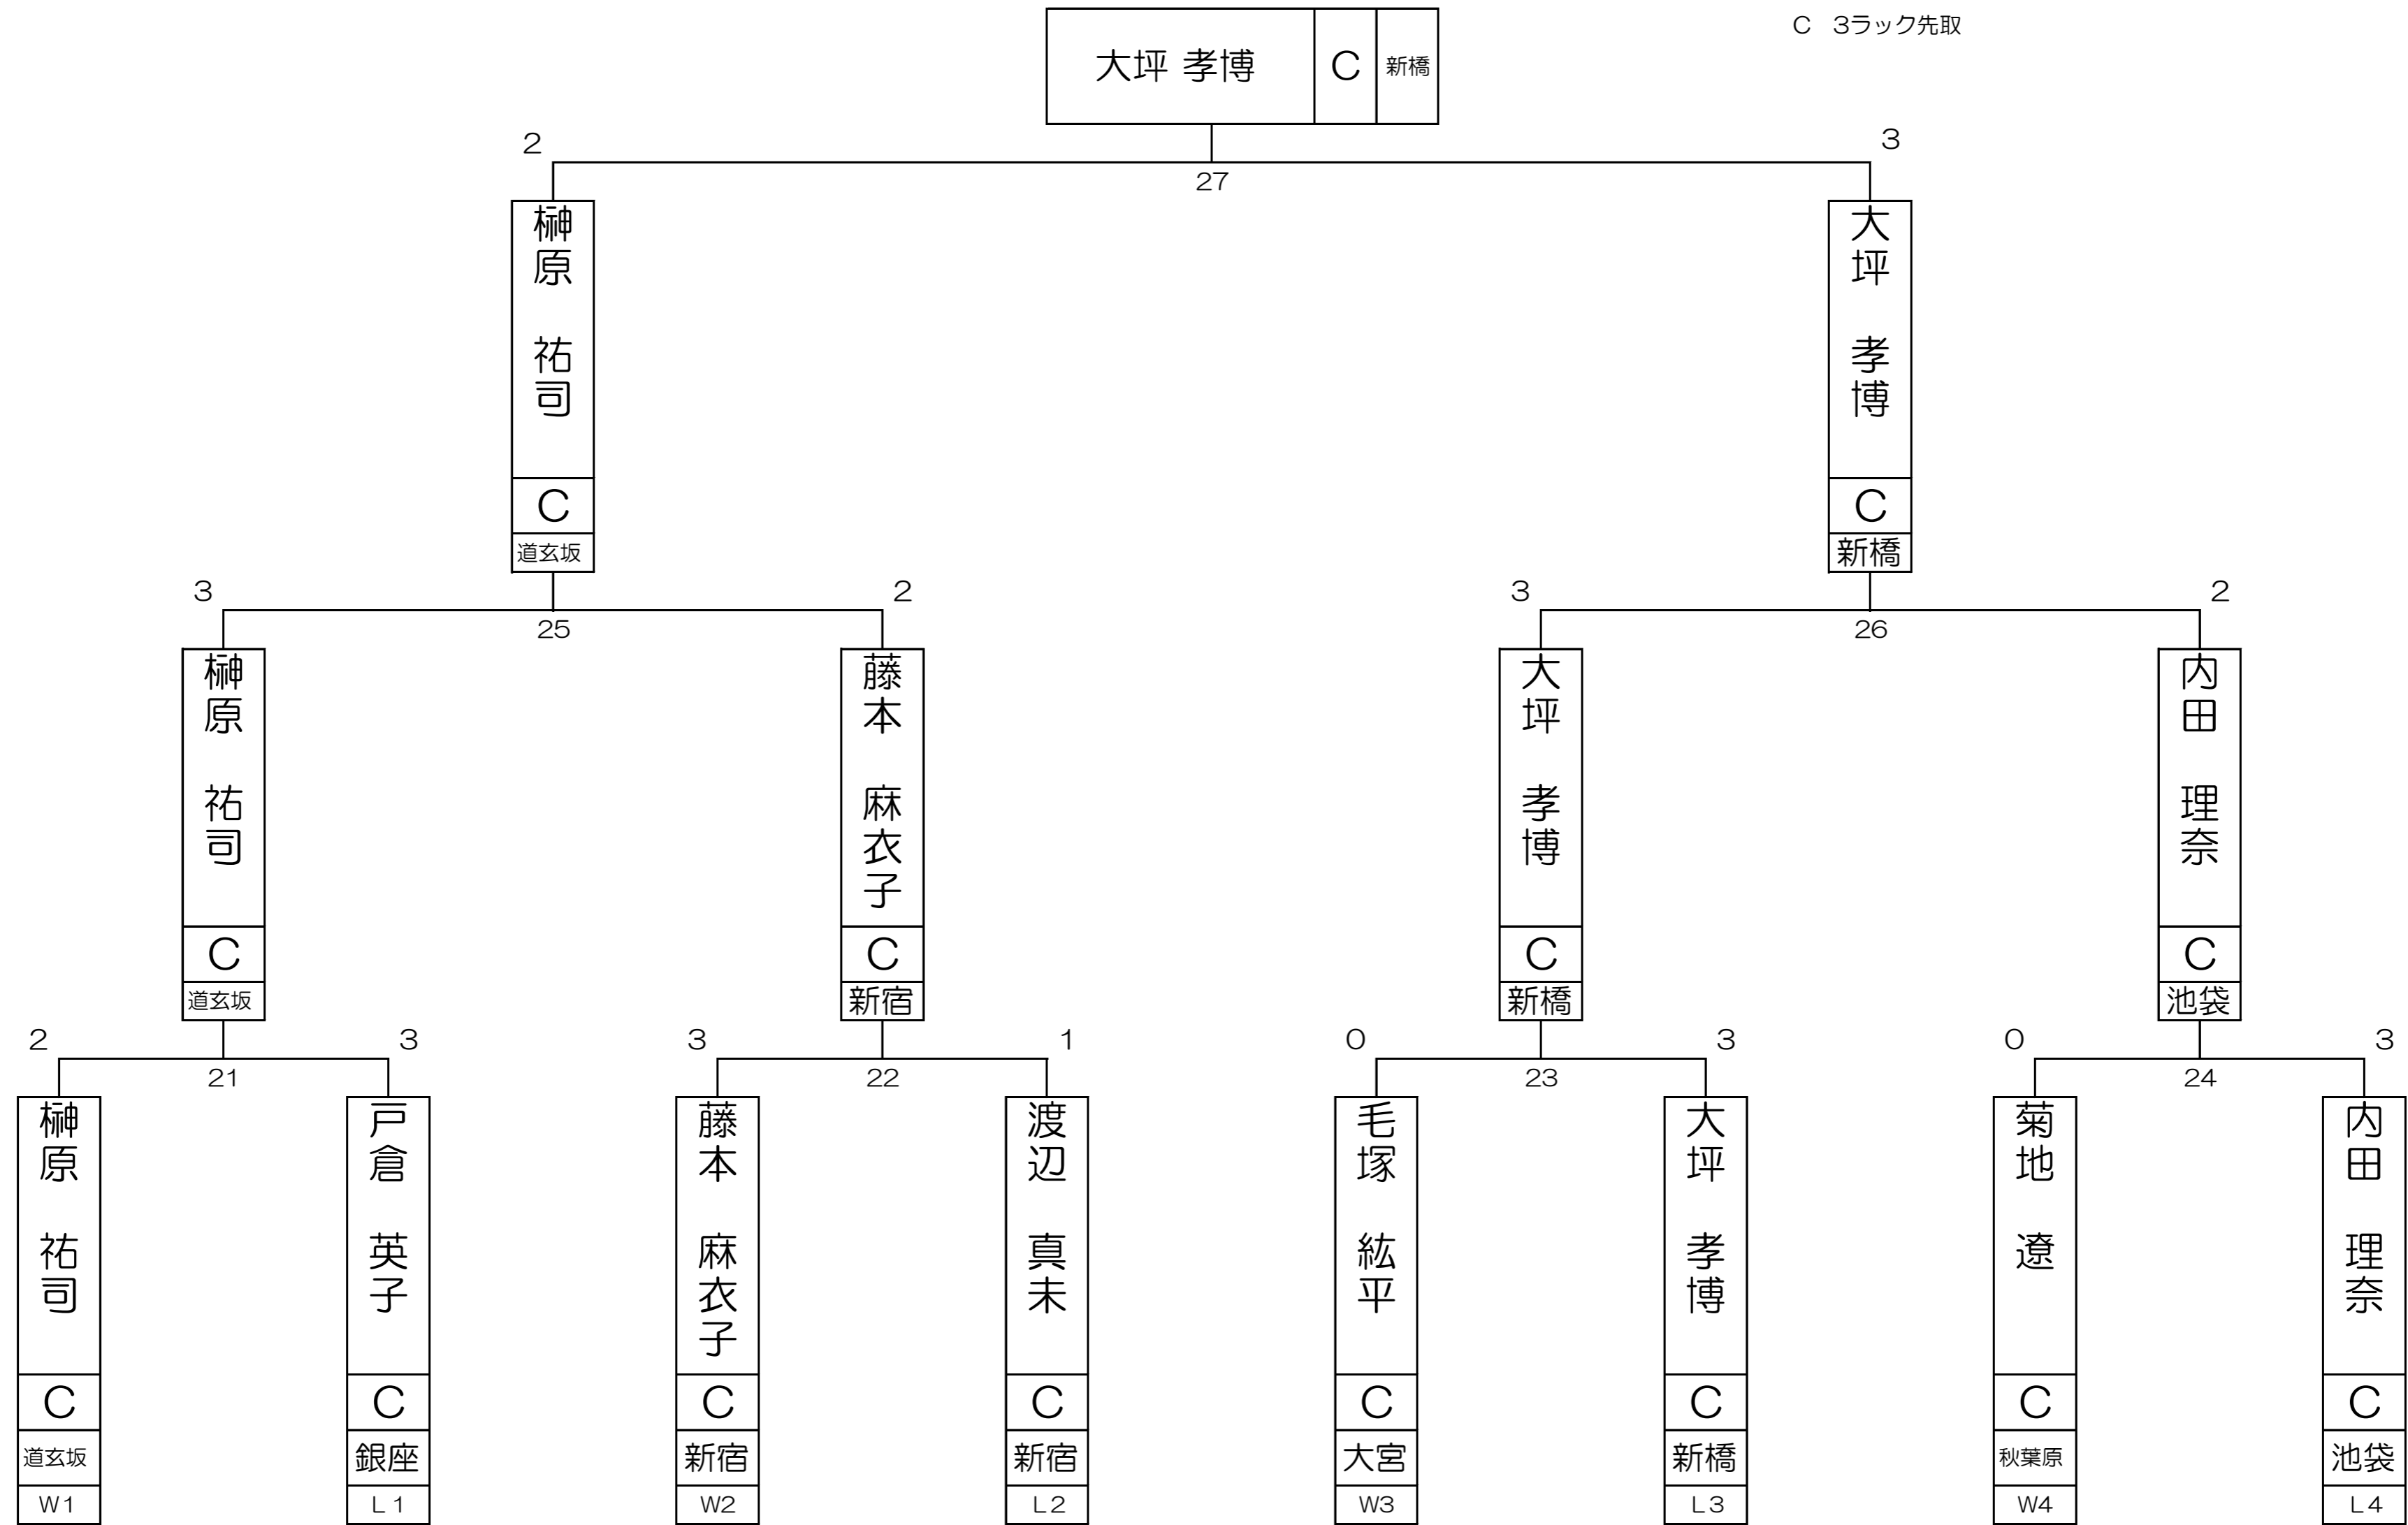 C　3ラック先取
大坪 孝博 C 新橋
2 3
27
榊原　祐司 大坪　孝博
C C
道玄坂 新橋
3 2 3 2
25 26
榊原　祐司 藤本　麻衣子 大坪　孝博 内田　理奈
C C C C
道玄坂 新宿 新橋 池袋
2 3 3 1 0 3 0 3
21 22 23 24
榊原　祐司 戸倉　英子 藤本　麻衣子 渡辺　真未 毛塚　紘平 大坪　孝博 菊地　遼 内田　理奈
C C C C C C C C
道玄坂 銀座 新宿 新宿 大宮 新橋 秋葉原 池袋
W1 L1 W2 L2 W3 L3 W4 L4